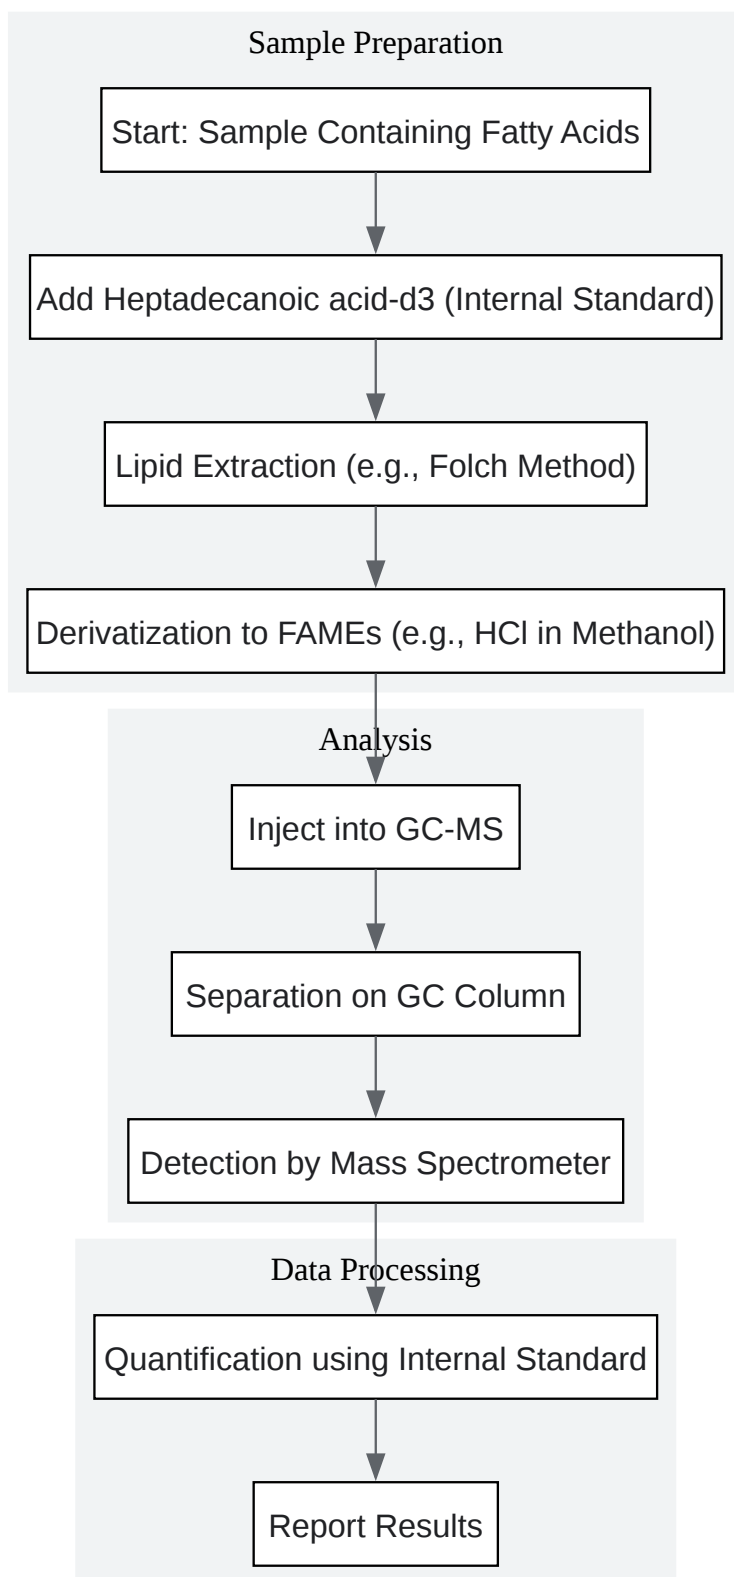 Sample Preparation
Start: Sample Containing Fatty Acids
Add Heptadecanoic acid-d3 (Internal Standard)
Lipid Extraction (e.g., Folch Method)
Derivatization to FAMEs (e.g., HCl in Methanol)
Analysis
Inject into GC-MS
Separation on GC Column
Detection by Mass Spectrometer
Data Processing
Quantification using Internal Standard
Report Results